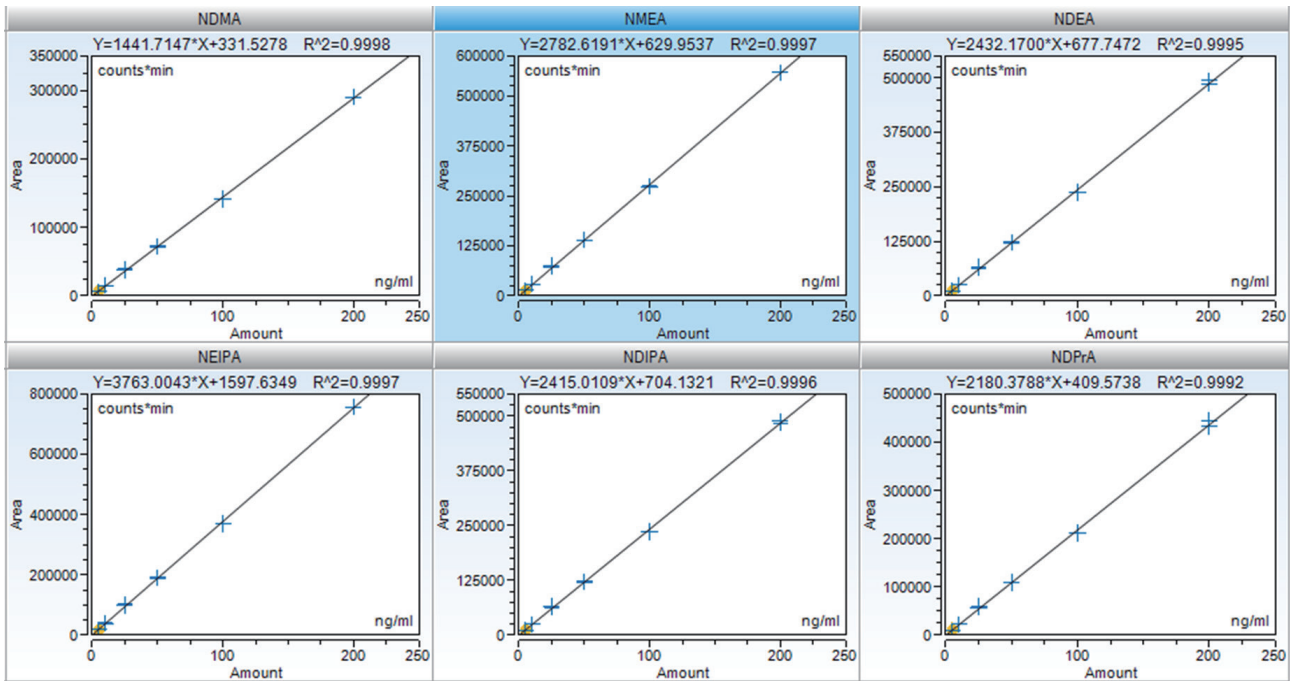 NDMA
Y=1441.7147*X+331.5278 R^2=0.9998
350000
counts*min
300000
200000
100000
0
Area
ng/ml
0 50 100 150 200 250
Amount
NMEA
Y=2782.6191*X+629.9537 R^2=0.9997
600000
counts*min
500000
375000
250000
125000
0
Area
ng/ml
0 100 200 250
Amount
NDEA
Y=2432.1700*X+677.7472 R^2=0.9995
550000
counts*min
500000
375000
250000
125000
0
Area
ng/ml
0 100 200 250
Amount
NEIPA
Y=3763.0043*X+1597.6349 R^2=0.9997
800000
counts*min
600000
400000
200000
0
Area
ng/ml
0 100 200 250
Amount
NDIPA
Y=2415.0109*X+704.1321 R^2=0.9996
550000
counts*min
500000
375000
250000
125000
0
Area
ng/ml
0 100 200 250
Amount
NDPrA
Y=2180.3788*X+409.5738 R^2=0.9992
500000
counts*min
400000
300000
200000
100000
0
Area
ng/ml
0 100 200 250
Amount